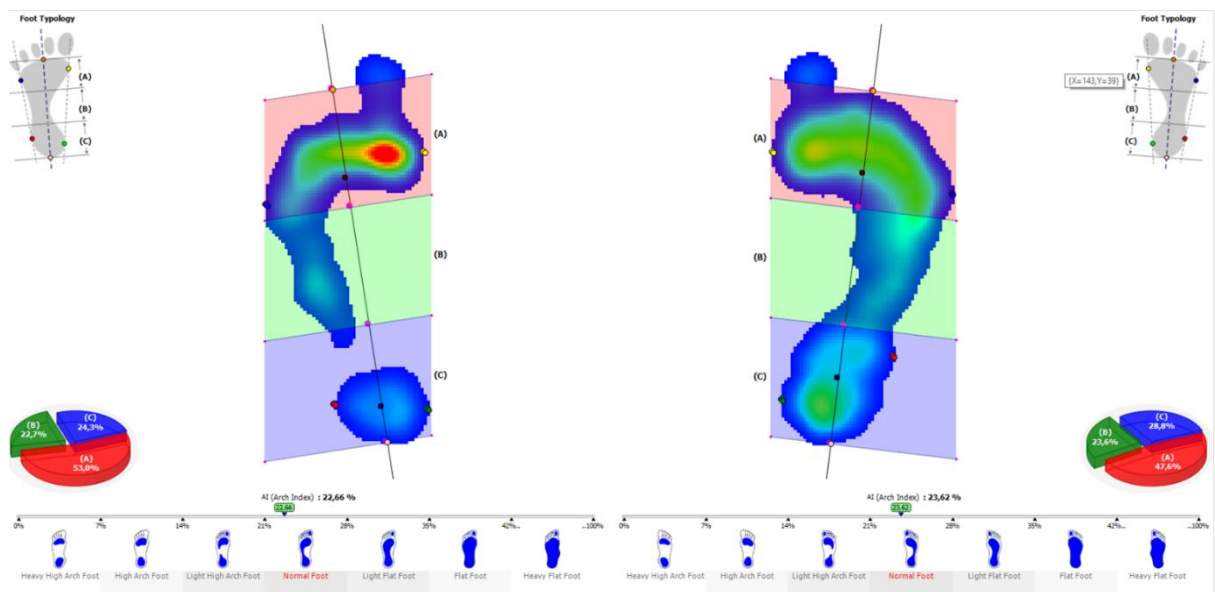 Foot Typology
(A)
(B)
(C)
(A)
(B)
(C)
(B)
22,7%
(C)
24,3%
(A)
53,0%
AI (Arch Index) : 22,66 %
22,66
0% 7% 14% 21% 28% 35% 42%... ...100%
Heavy High Arch Foot High Arch Foot Light High Arch Foot Normal Foot Light Flat Foot Flat Foot Heavy Flat Foot
Foot Typology
{X=143,Y=39}
(A)
(B)
(C)
(A)
(B)
(C)
(B)
23,6%
(C)
28,8%
(A)
47,6%
AI (Arch Index) : 23,62 %
23,62
0% 7% 14% 21% 28% 35% 42%... ...100%
Heavy High Arch Foot High Arch Foot Light High Arch Foot Normal Foot Light Flat Foot Flat Foot Heavy Flat Foot